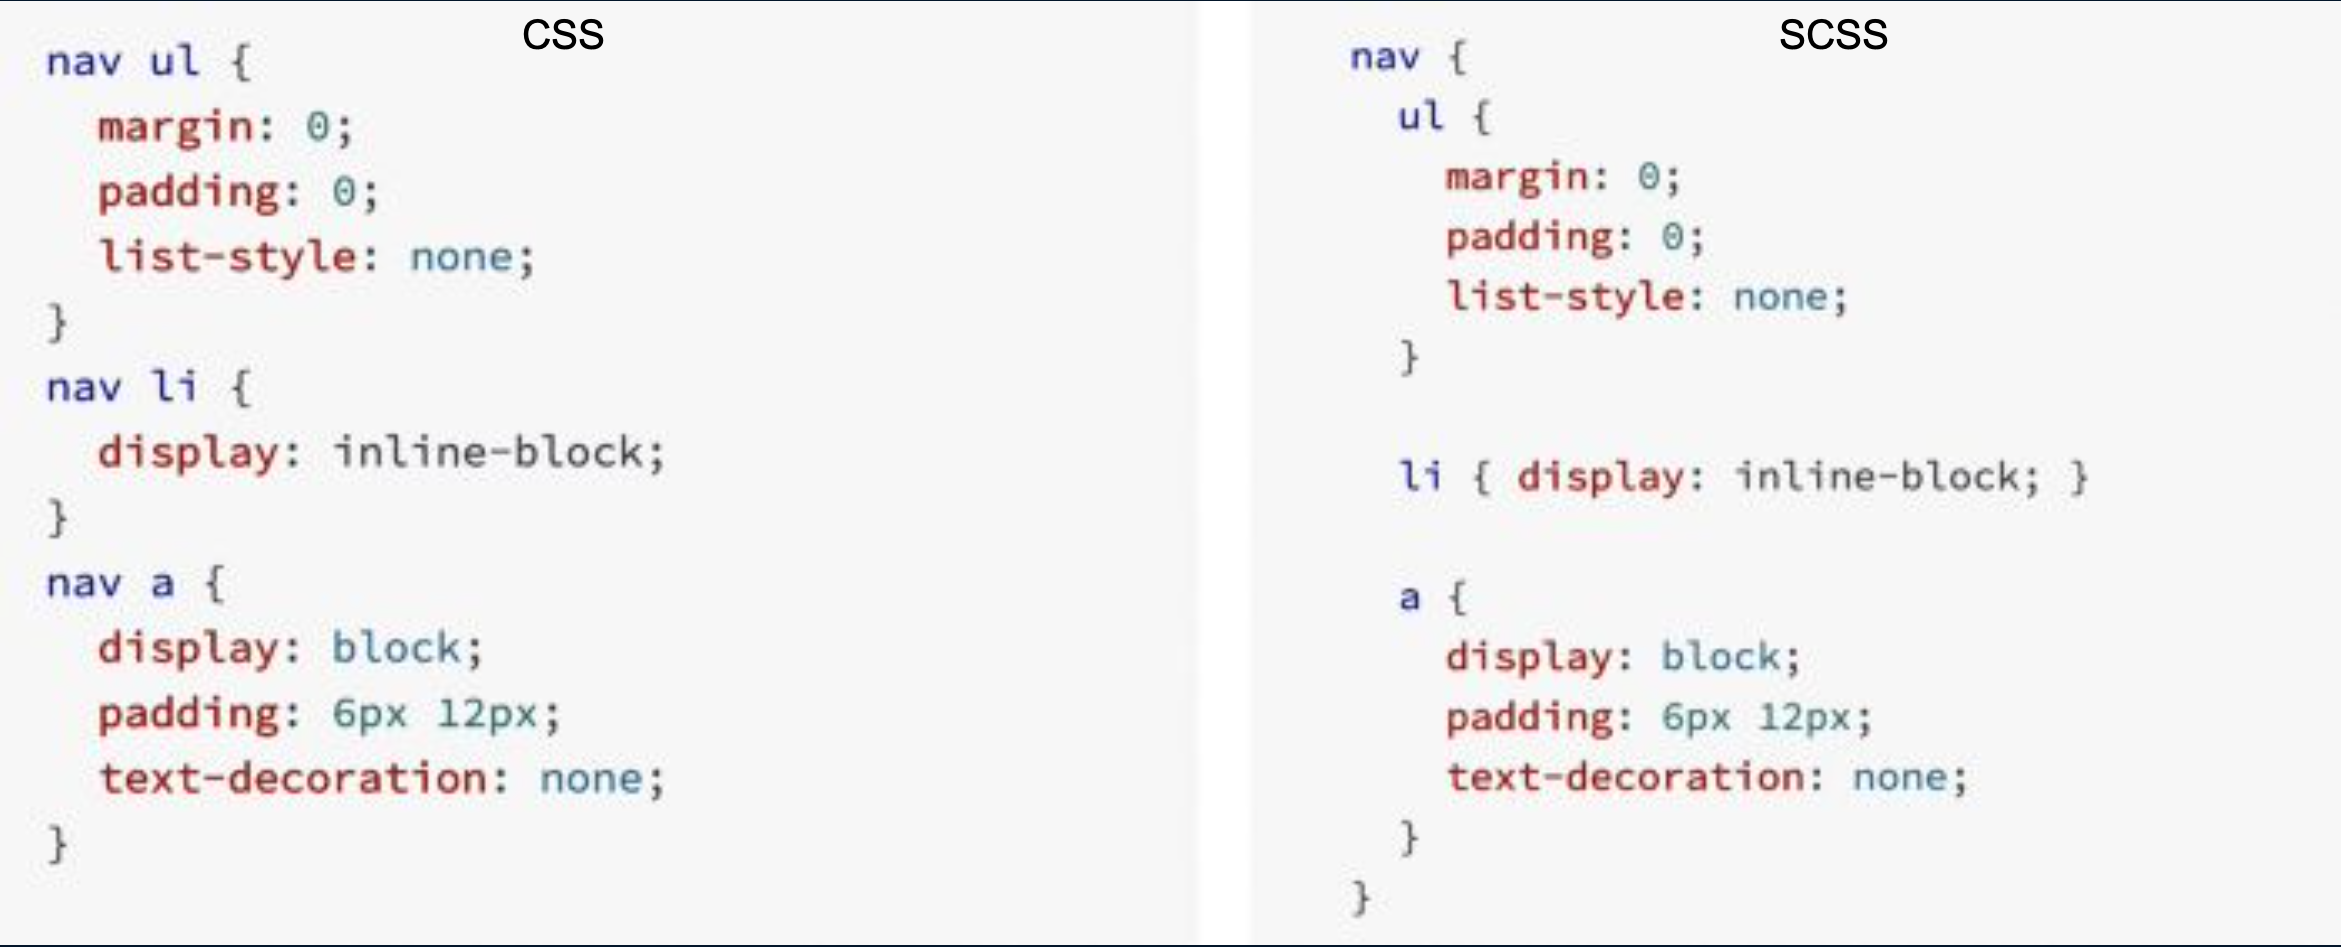 CSS
nav ul {
  margin: 0;
  padding: 0;
  list-style: none;
}
nav li {
  display: inline-block;
}
nav a {
  display: block;
  padding: 6px 12px;
  text-decoration: none;
}
SCSS
nav {
  ul {
    margin: 0;
    padding: 0;
    list-style: none;
  }
  li { display: inline-block; }
  a {
    display: block;
    padding: 6px 12px;
    text-decoration: none;
  }
}